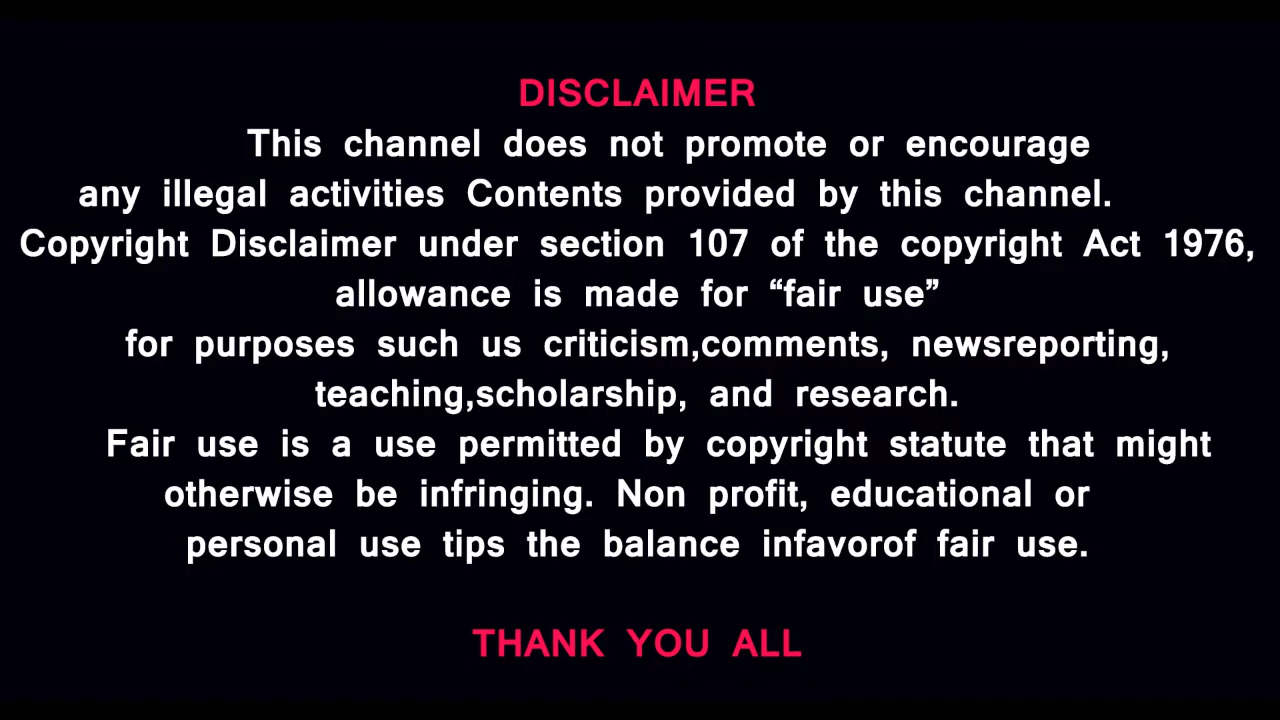 DISCLAIMER
This channel does not promote or encourage
any illegal activities Contents provided by this channel.
Copyright Disclaimer under section 107 of the copyright Act 1976,
allowance is made for “fair use”
for purposes such us criticism,comments, newsreporting,
teaching,scholarship, and research.
Fair use is a use permitted by copyright statute that might
otherwise be infringing. Non profit, educational or
personal use tips the balance infavorof fair use.
THANK YOU ALL